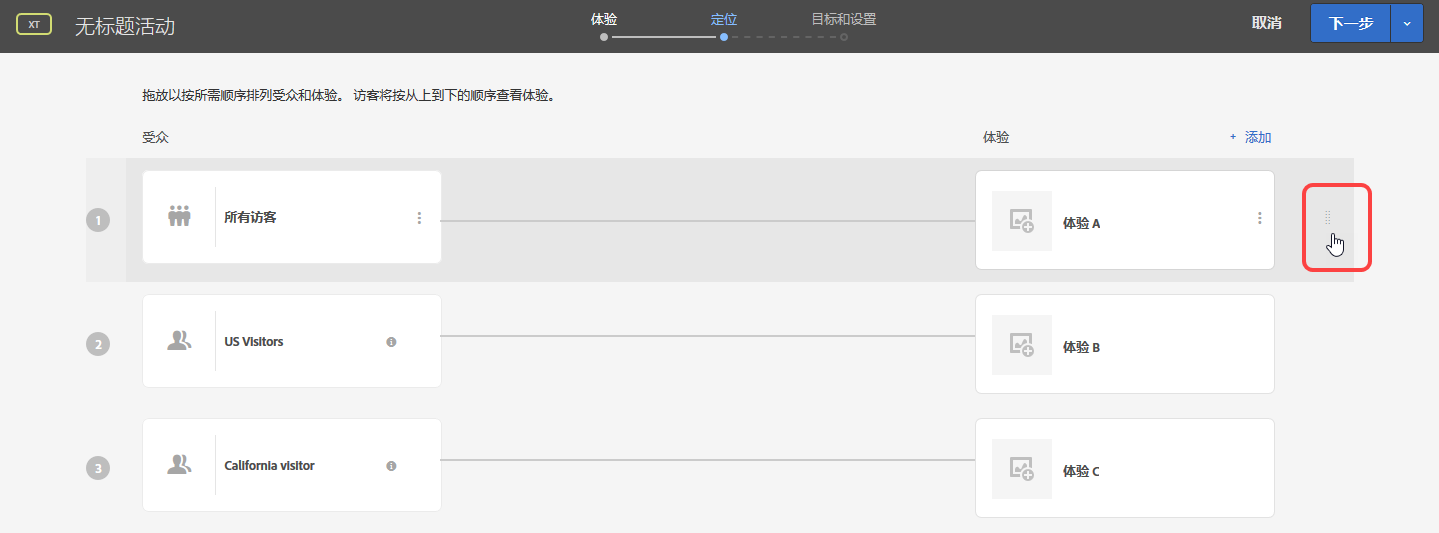 XT 无标题活动 体验 定位 目标和设置 取消 下一步
拖放以按所需顺序排列受众和体验。 访客将按从上到下的顺序查看体验。
受众 体验 + 添加
1 所有访客 体验 A
2 US Visitors 体验 B
3 California visitor 体验 C